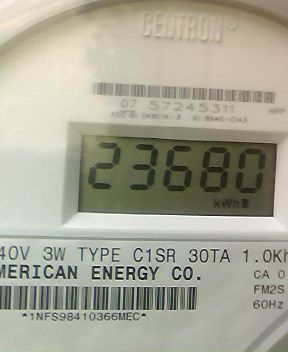 CENTRON
07 57245311
23680
kWh
40V 3W TYPE C1SR 30TA 1.0Kh
MERICAN ENERGY CO.
CA 0
FM2S
60Hz
*1NFS98410366MEC*